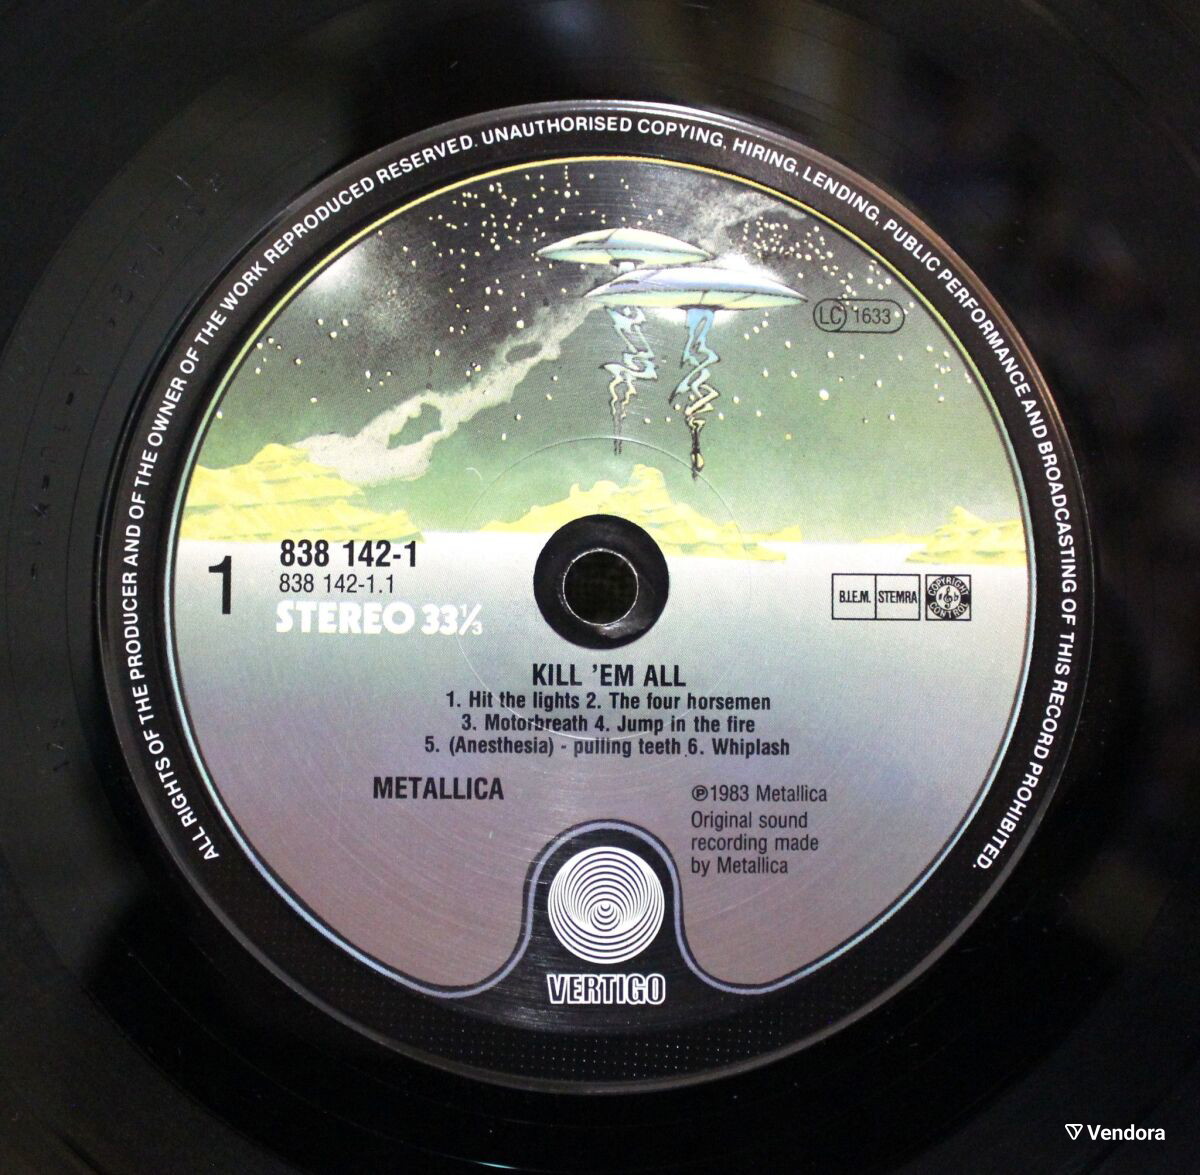 ALL RIGHTS OF THE PRODUCER AND OF THE OWNER OF THE WORK REPRODUCED RESERVED. UNAUTHORISED COPYING, HIRING, LENDING, PUBLIC PERFORMANCE AND BROADCASTING OF THIS RECORD PROHIBITED.
LC 1633
1
838 142-1
838 142-1.1
STEREO 33⅓
B.I.E.M. STEMRA
COPYRIGHT CONTROL
KILL 'EM ALL
1. Hit the lights 2. The four horsemen
3. Motorbreath 4. Jump in the fire
5. (Anesthesia) - pulling teeth 6. Whiplash
METALLICA
℗1983 Metallica
Original sound
recording made
by Metallica
VERTIGO
Vendora